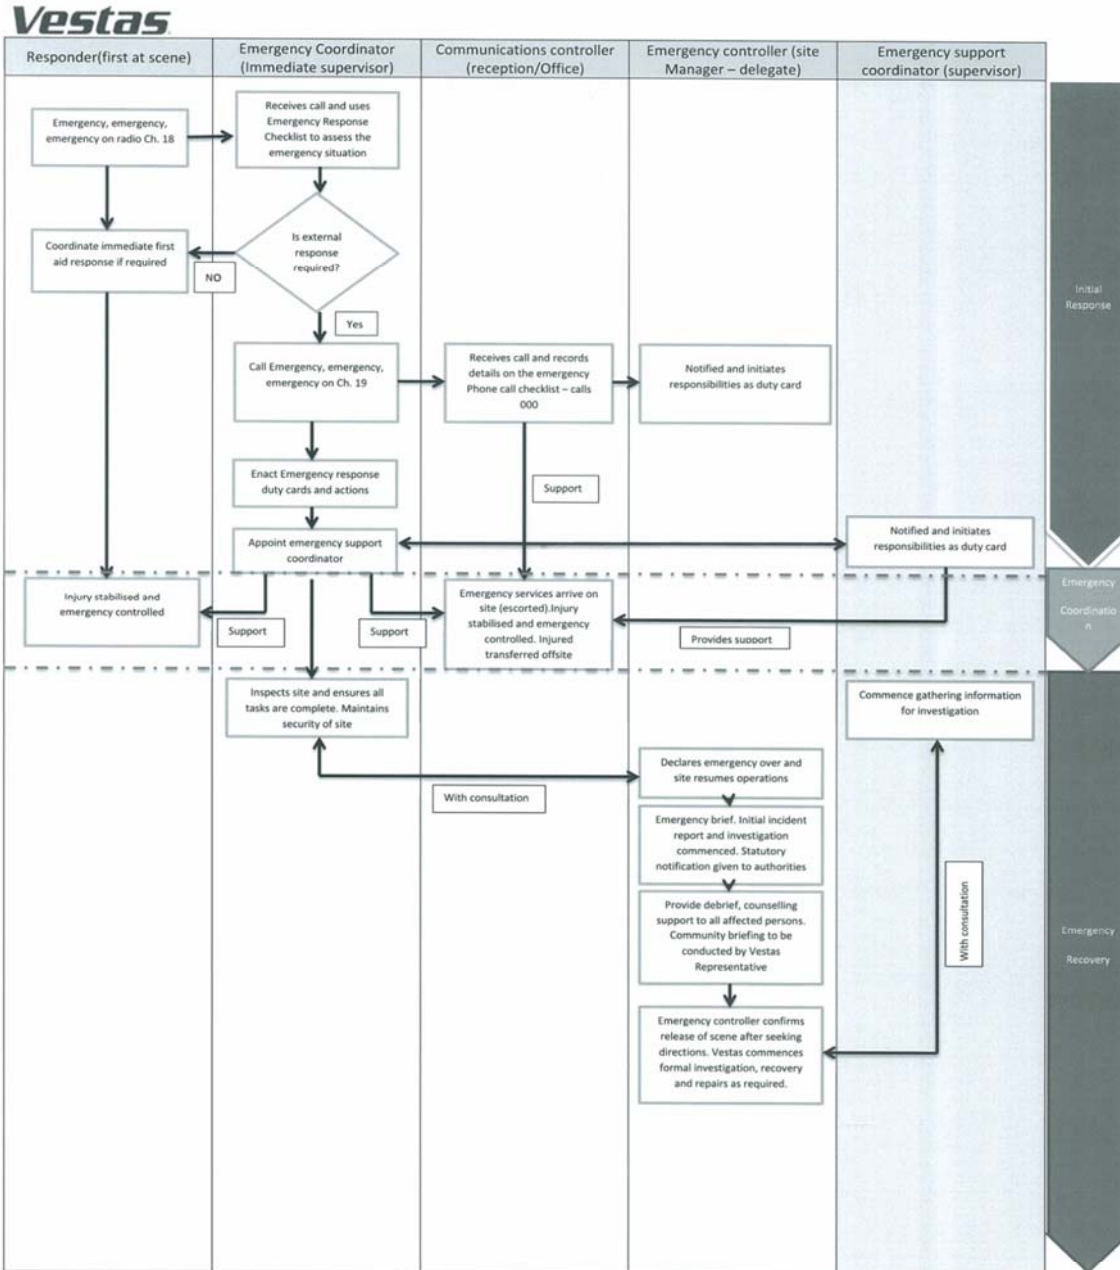 Vestas
Responder(first at scene)
Emergency Coordinator
(Immediate supervisor)
Communications controller
(reception/Office)
Emergency controller (site
Manager – delegate)
Emergency support
coordinator (supervisor)
Emergency, emergency,
emergency on radio Ch. 18
Receives call and uses
Emergency Response
Checklist to assess the
emergency situation
Coordinate immediate first
aid response if required
Is external
response
required?
NO
Yes
Initial
Response
Call Emergency, emergency,
emergency on Ch. 19
Receives call and records
details on the emergency
Phone call checklist – calls
000
Notified and initiates
responsibilities as duty card
Enact Emergency response
duty cards and actions
Support
Appoint emergency support
coordinator
Notified and initiates
responsibilities as duty card
Injury stabilised and
emergency controlled
Support
Support
Emergency services arrive on
site (escorted).Injury
stabilised and emergency
controlled. Injured
transferred offsite
Provides support
Emergency
Coordinatio
n
Inspects site and ensures all
tasks are complete. Maintains
security of site
Commence gathering information
for investigation
With consultation
Declares emergency over and
site resumes operations
Emergency brief. Initial incident
report and investigation
commenced. Statutory
notification given to authorities
Provide debrief, counselling
support to all affected persons.
Community briefing to be
conducted by Vestas
Representative
With consultation
Emergency
Recovery
Emergency controller confirms
release of scene after seeking
directions. Vestas commences
formal investigation, recovery
and repairs as required.